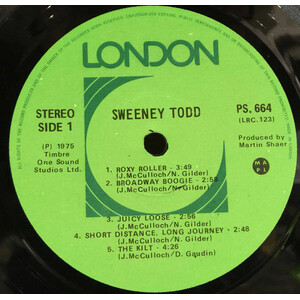 LONDON
STEREO
SIDE 1
SWEENEY TODD
PS. 664
(LRC. 123)
(P) 1975
Timbre
One Sound
Studios Ltd.
Produced by
Martin Shaer
MAPL
1. ROXY ROLLER - 3:49
(J.McCulloch/N. Gilder)
2. BROADWAY BOOGIE - 2:58
(J.McCulloch/N. Gilder)
3. JUICY LOOSE - 2:56
(J.McCulloch/N. Gilder)
4. SHORT DISTANCE, LONG JOURNEY - 2:48
(J.McCulloch/N. Gilder)
5. THE KILT - 4:26
(J.McCulloch/D. Gaudin)